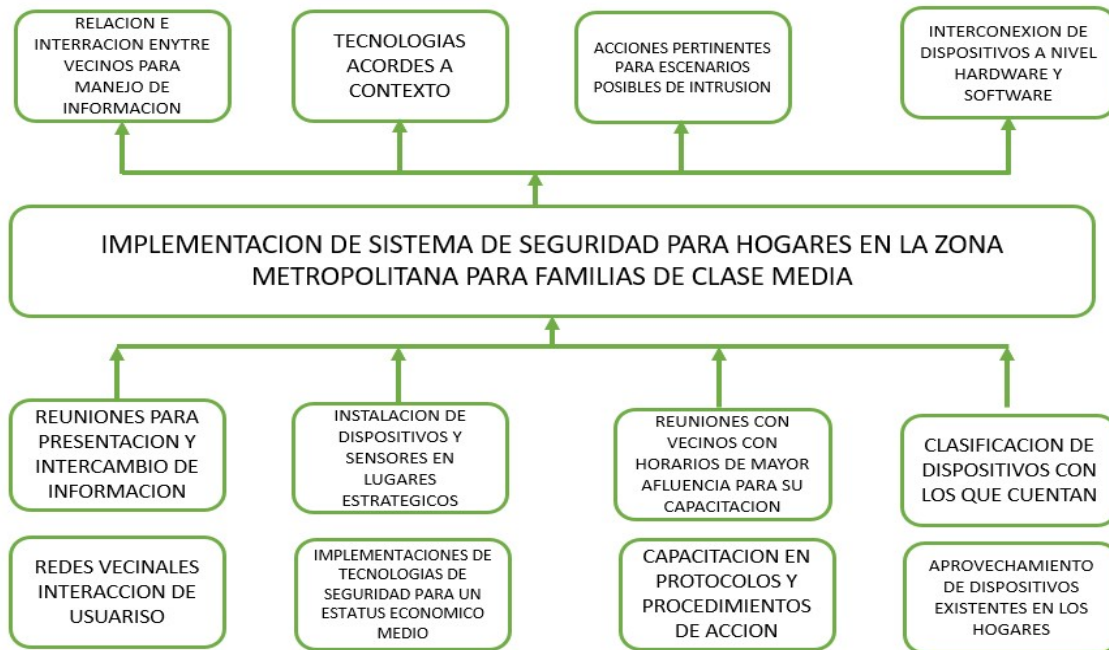 RELACION E
INTERRACION ENYTRE
VECINOS PARA
MANEJO DE
INFORMACION
TECNOLOGIAS
ACORDES A
CONTEXTO
ACCIONES PERTINENTES
PARA ESCENARIOS
POSIBLES DE INTRUSION
INTERCONEXION DE
DISPOSITIVOS A NIVEL
HARDWARE Y
SOFTWARE
IMPLEMENTACION DE SISTEMA DE SEGURIDAD PARA HOGARES EN LA ZONA
METROPOLITANA PARA FAMILIAS DE CLASE MEDIA
REUNIONES PARA
PRESENTACION Y
INTERCAMBIO DE
INFORMACION
INSTALACION DE
DISPOSITIVOS Y
SENSORES EN
LUGARES
ESTRATEGICOS
REUNIONES CON
VECINOS CON
HORARIOS DE MAYOR
AFLUENCIA PARA SU
CAPACITACION
CLASIFICACION DE
DISPOSITIVOS CON
LOS QUE CUENTAN
REDES VECINALES
INTERACCION DE
USUARISO
IMPLEMENTACIONES DE
TECNOLOGIAS DE
SEGURIDAD PARA UN
ESTATUS ECONOMICO
MEDIO
CAPACITACION EN
PROTOCOLOS Y
PROCEDIMIENTOS
DE ACCION
APROVECHAMIENTO
DE DISPOSITIVOS
EXISTENTES EN LOS
HOGARES